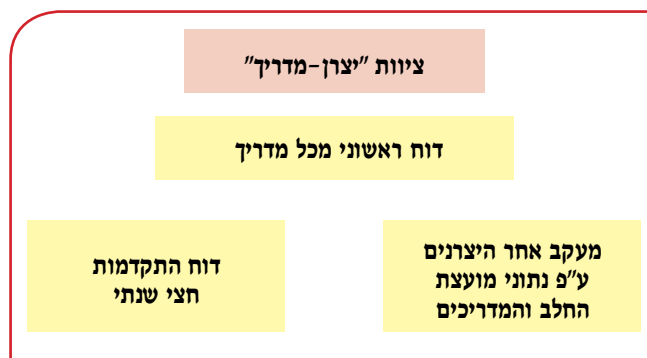 ציוות "יצרן-מדריך"
דוח ראשוני מכל מדריך
מעקב אחר היצרנים
ע"פ נתוני מועצת
החלב והמדריכים
דוח התקדמות
חצי שנתי